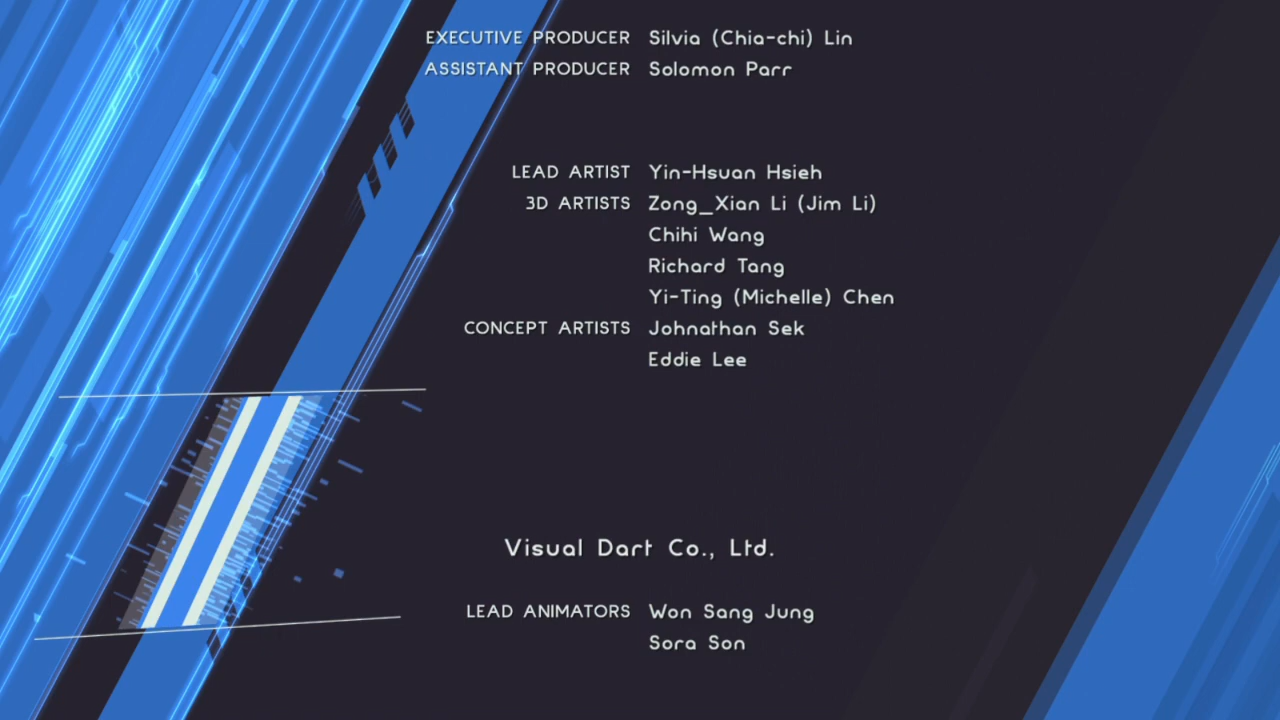 EXECUTIVE PRODUCER Silvia (Chia-chi) Lin
ASSISTANT PRODUCER Solomon Parr
LEAD ARTIST Yin-Hsuan Hsieh
3D ARTISTS Zong_Xian Li (Jim Li)
Chihi Wang
Richard Tang
Yi-Ting (Michelle) Chen
CONCEPT ARTISTS Johnathan Sek
Eddie Lee
Visual Dart Co., Ltd.
LEAD ANIMATORS Won Sang Jung
Sora Son